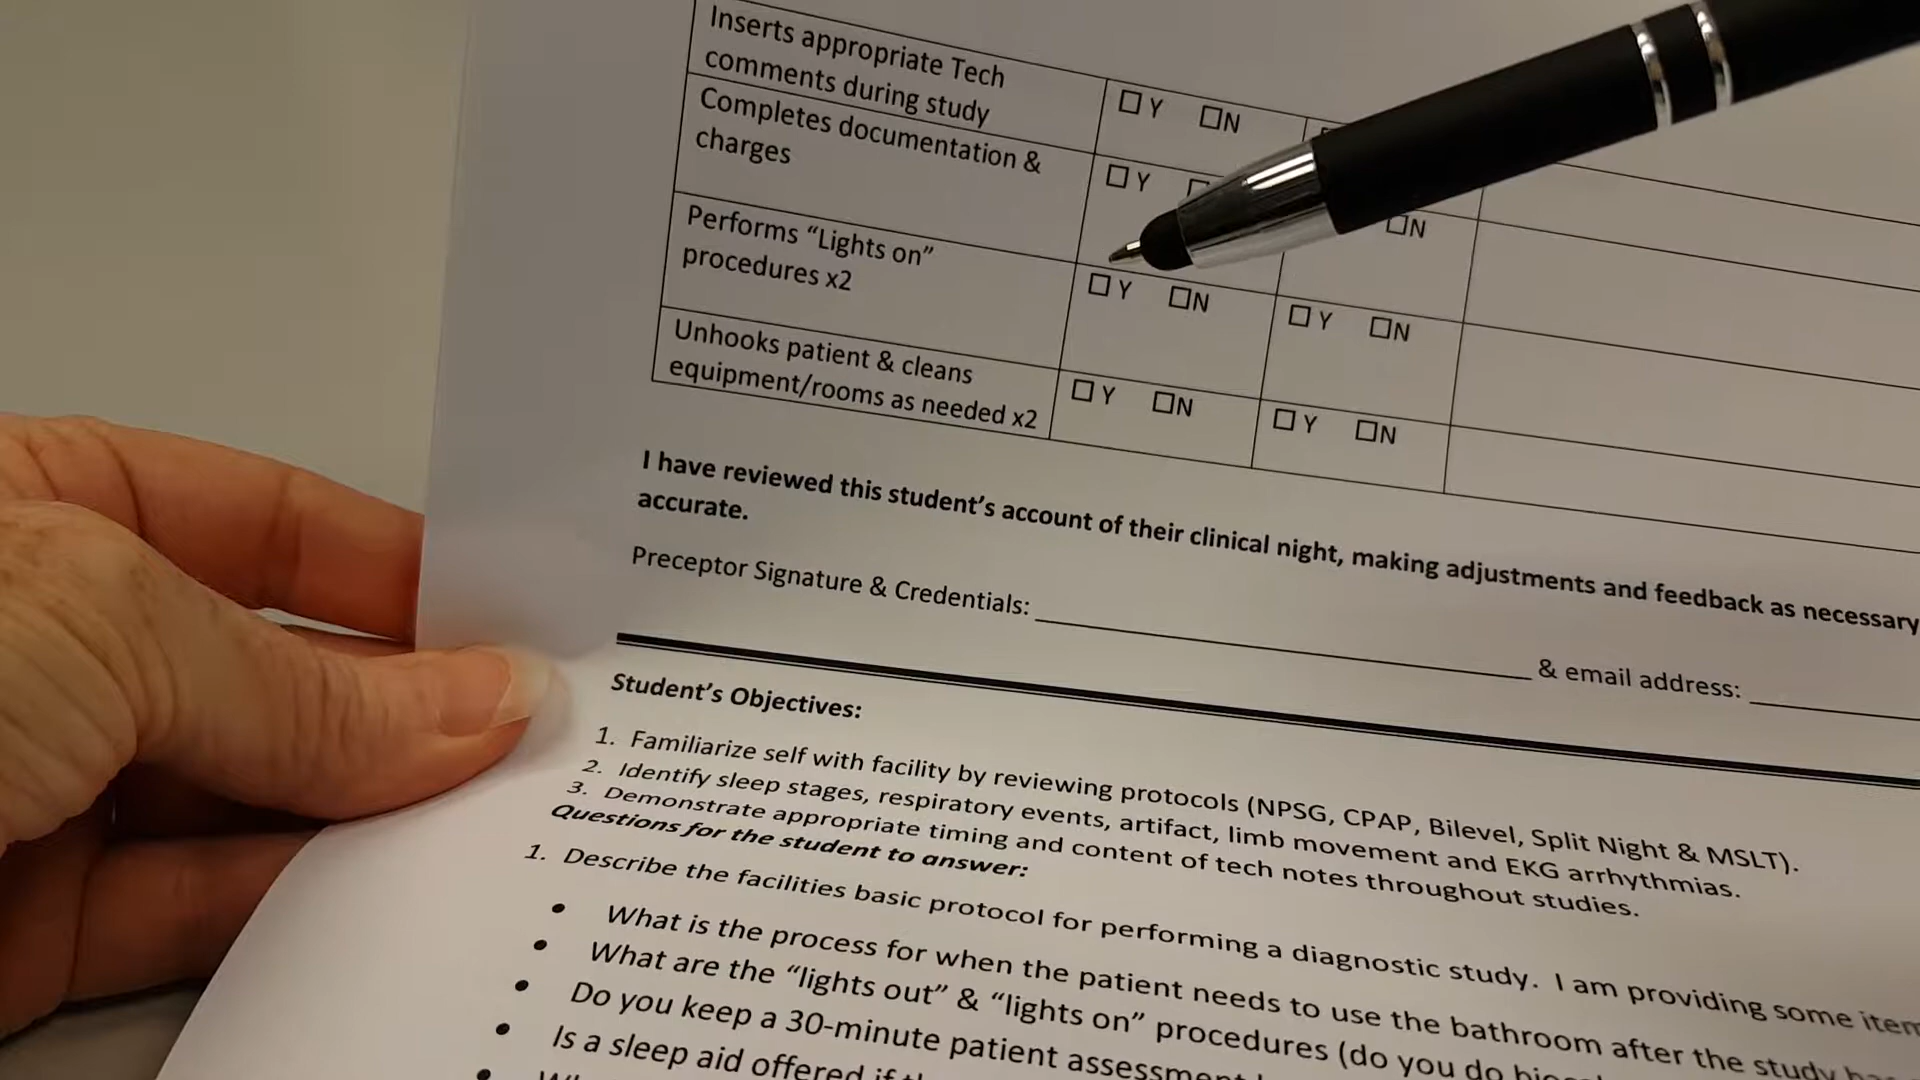 Inserts appropriate Tech
comments during study
☐ Y ☐N
Completes documentation &
charges
☐ Y
☐N
Performs “Lights on”
procedures x2
☐ Y ☐N ☐ Y ☐N
Unhooks patient & cleans
equipment/rooms as needed x2
☐ Y ☐N ☐ Y ☐N
I have reviewed this student’s account of their clinical night, making adjustments and feedback as necessary
accurate.
Preceptor Signature & Credentials: ____ & email address: ____
Student’s Objectives:
1. Familiarize self with facility by reviewing protocols (NPSG, CPAP, Bilevel, Split Night & MSLT).
2. Identify sleep stages, respiratory events, artifact, limb movement and EKG arrhythmias.
3. Demonstrate appropriate timing and content of tech notes throughout studies.
Questions for the student to answer:
1. Describe the facilities basic protocol for performing a diagnostic study. I am providing some
• What is the process for when the patient needs to use the bathroom after the study
• What are the “lights out” & “lights on” procedures (do you do
• Do you keep a 30-minute patient
• Is a sleep aid offered if